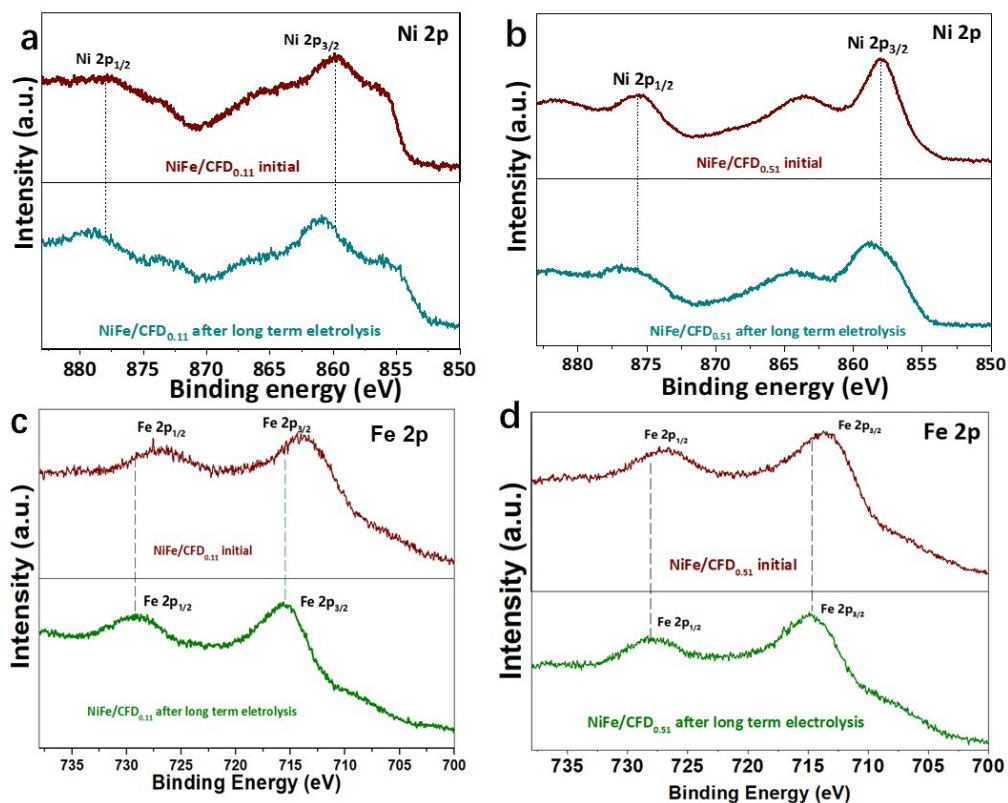 a
Ni 2p
Ni 2p1/2
Ni 2p3/2
NiFe/CFD0.11 initial
NiFe/CFD0.11 after long term eletrolysis
Intensity (a.u.)
880 875 870 865 860 855 850
Binding energy (eV)
b
Ni 2p
Ni 2p1/2
Ni 2p3/2
NiFe/CFD0.51 initial
NiFe/CFD0.51 after long term eletrolysis
Intensity (a.u.)
880 875 870 865 860 855 850
Binding energy (eV)
c
Fe 2p
Fe 2p1/2
Fe 2p3/2
NiFe/CFD0.11 initial
Fe 2p1/2
Fe 2p3/2
NiFe/CFD0.11 after long term eletrolysis
Intensity (a.u.)
735 730 725 720 715 710 705 700
Binding Energy (eV)
d
Fe 2p
Fe 2p1/2
Fe 2p3/2
NiFe/CFD0.51 initial
Fe 2p1/2
Fe 2p3/2
NiFe/CFD0.51 after long term electrolysis
Intensity (a.u.)
735 730 725 720 715 710 705 700
Binding Energy (eV)